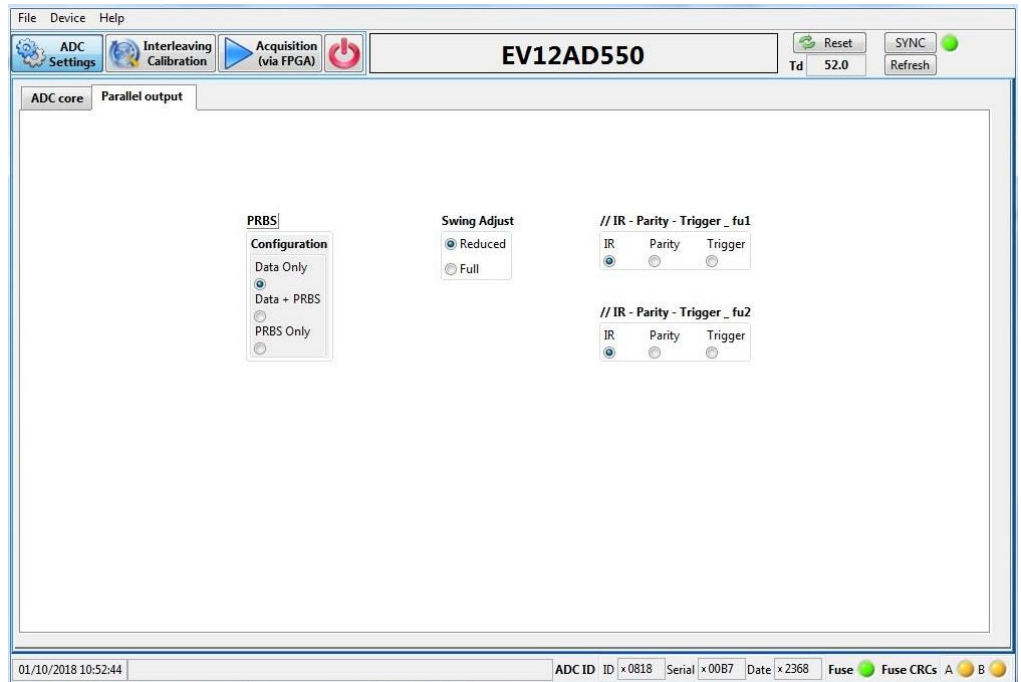 File Device Help
ADC Settings
Interleaving Calibration
Acquisition (via FPGA)
EV12AD550
Reset
SYNC
Td 52.0
Refresh
ADC core Parallel output
PRBS
Configuration
Data Only
Data + PRBS
PRBS Only
Swing Adjust
Reduced
Full
// IR - Parity - Trigger _ fu1
IR Parity Trigger
// IR - Parity - Trigger _ fu2
IR Parity Trigger
01/10/2018 10:52:44
ADC ID ID x 0818 Serial x 00B7 Date x 2368 Fuse Fuse CRCs A B